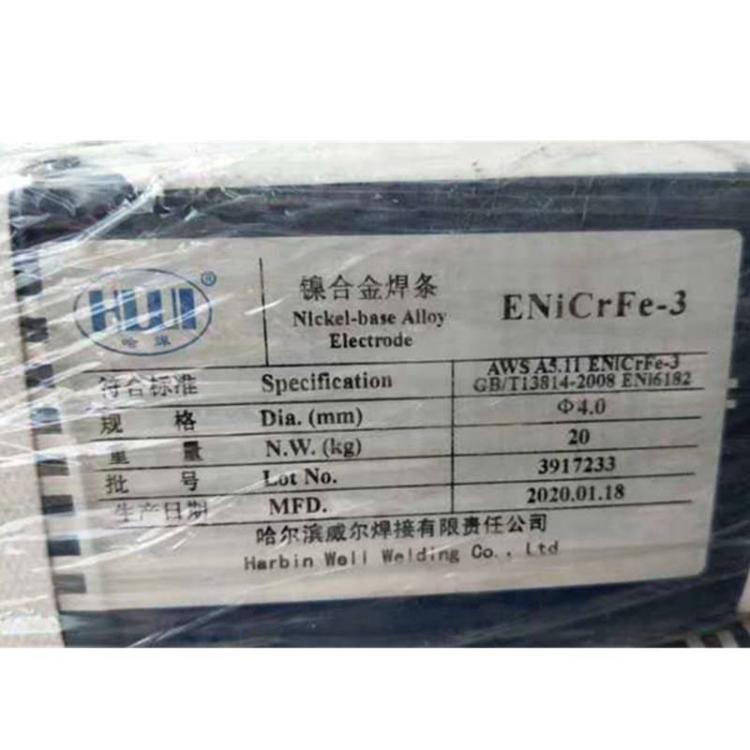 HUIII ®
哈焊
镍合金焊条
Nickel-base Alloy
Electrode
ENiCrFe-3
符合标准 Specification AWS A5.11 ENiCrFe-3
GB/T13814-2008 ENi6182
规 格 Dia. (mm) Φ4.0
重 量 N.W. (kg) 20
批 号 Lot No. 3917233
生产日期 MFD. 2020.01.18
哈尔滨威尔焊接有限责任公司
Harbin Well Welding Co., Ltd